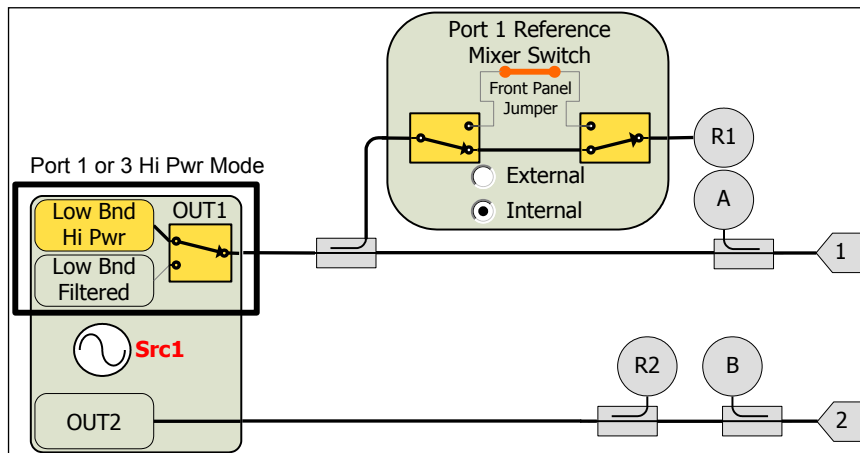 Port 1 Reference
Mixer Switch
Front Panel
Jumper
R1
External
Internal
A
Port 1 or 3 Hi Pwr Mode
Low Bnd
Hi Pwr
OUT1
Low Bnd
Filtered
1
Src1
R2
B
OUT2
2